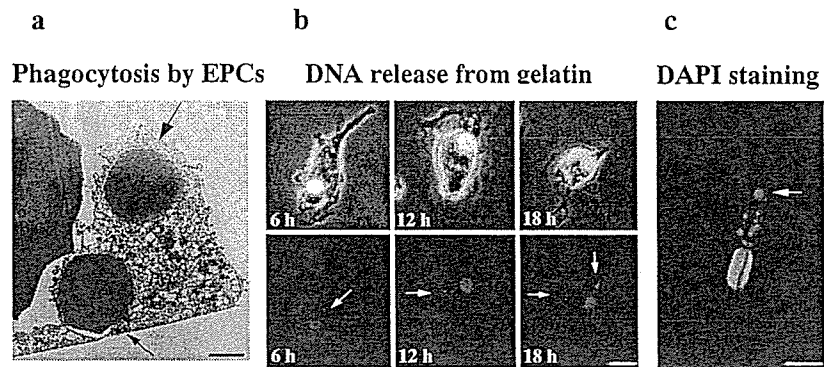 a
Phagocytosis by EPCs
b
DNA release from gelatin
6 h
12 h
18 h
6 h
12 h
18 h
c
DAPI staining